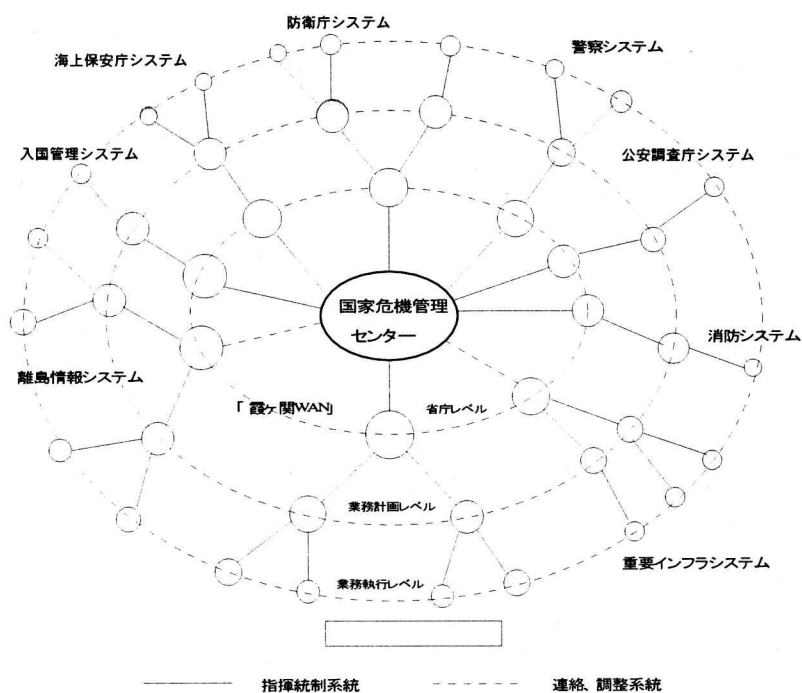 防衛庁システム
警察システム
海上保安庁システム
入国管理システム
公安調査庁システム
国家危機管理
センター
消防システム
離島情報システム
「霞ヶ関WAN」
省庁レベル
業務計画レベル
業務執行レベル
重要インフラシステム
指揮統制系統
連絡、調整系統